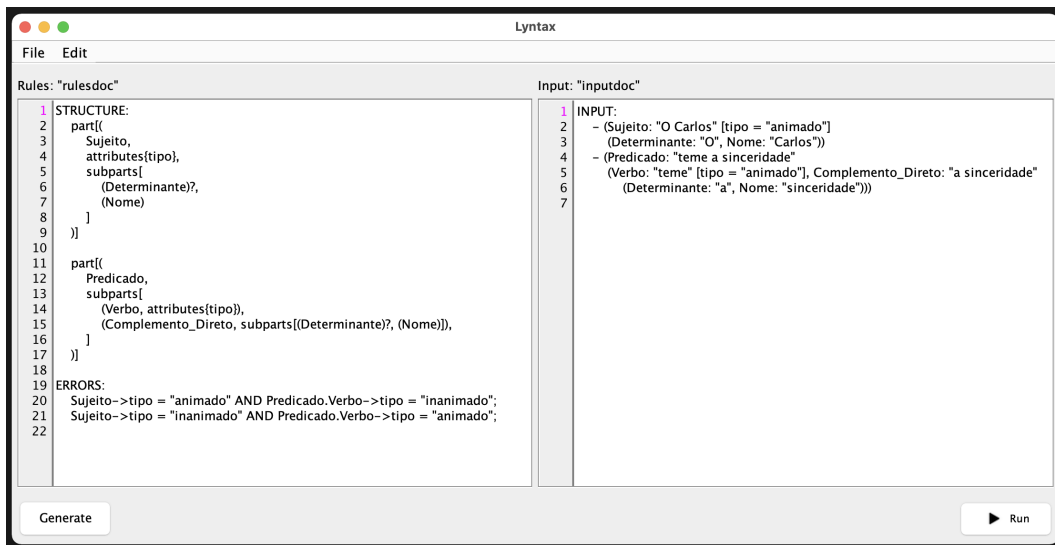 Lyntax
File Edit
Rules: "rulesdoc"
1 STRUCTURE:
2 part[(
3 Sujeito,
4 attributes{tipo},
5 subparts[
6 (Determinante)?,
7 (Nome)
8 ]
9 )]
10
11 part[(
12 Predicado,
13 subparts[
14 (Verbo, attributes{tipo}),
15 (Complemento_Direto, subparts[(Determinante)?, (Nome)]),
16 ]
17 )]
18
19 ERRORS:
20 Sujeito->tipo = "animado" AND Predicado.Verbo->tipo = "inanimado";
21 Sujeito->tipo = "inanimado" AND Predicado.Verbo->tipo = "animado";
22
Input: "inputdoc"
1 INPUT:
2 – (Sujeito: "O Carlos" [tipo = "animado"]
3 (Determinante: "O", Nome: "Carlos"))
4 – (Predicado: "teme a sinceridade"
5 (Verbo: "teme" [tipo = "animado"], Complemento_Direto: "a sinceridade"
6 (Determinante: "a", Nome: "sinceridade")))
7
Generate
Run